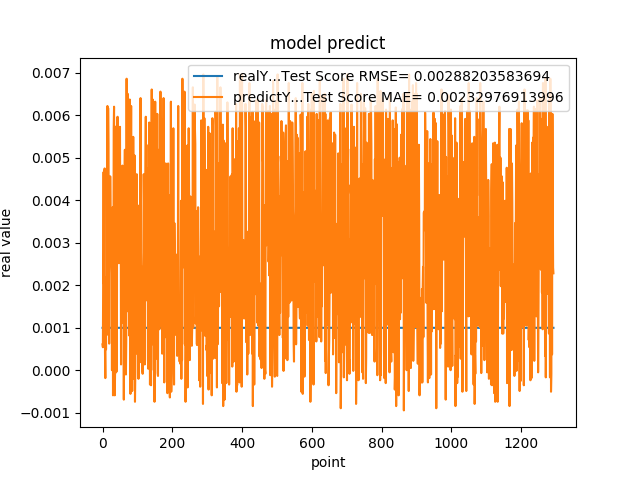 model predict
realY...Test Score RMSE= 0.00288203583694
predictY...Test Score MAE= 0.00232976913996
0.007
0.006
0.005
0.004
0.003
0.002
0.001
0.000
−0.001
real value
0 200 400 600 800 1000 1200
point